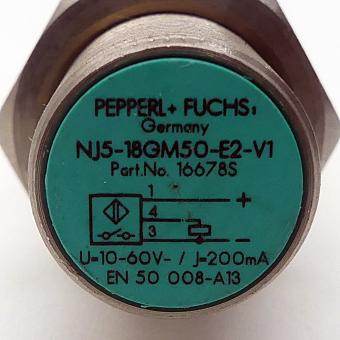 PEPPERL+ FUCHS
Germany
NJ5-18GM50-E2-V1
Part.No. 16678S
1 +
4
3 -
U=10-60V- / J=200mA
EN 50 008-A13